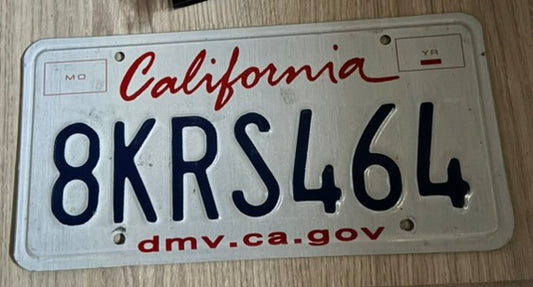 MO
California
YR
8KRS464
dmv.ca.gov